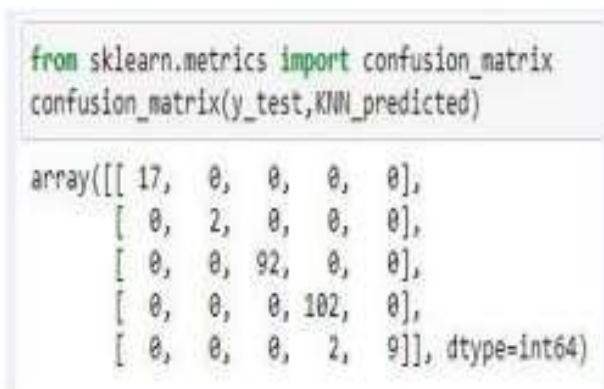 from sklearn.metrics import confusion_matrix
confusion_matrix(y_test,KNN_predicted)
array([[ 17, 0, 0, 0, 0],
[ 0, 2, 0, 0, 0],
[ 0, 0, 92, 0, 0],
[ 0, 0, 0, 102, 0],
[ 0, 0, 0, 2, 9]], dtype=int64)